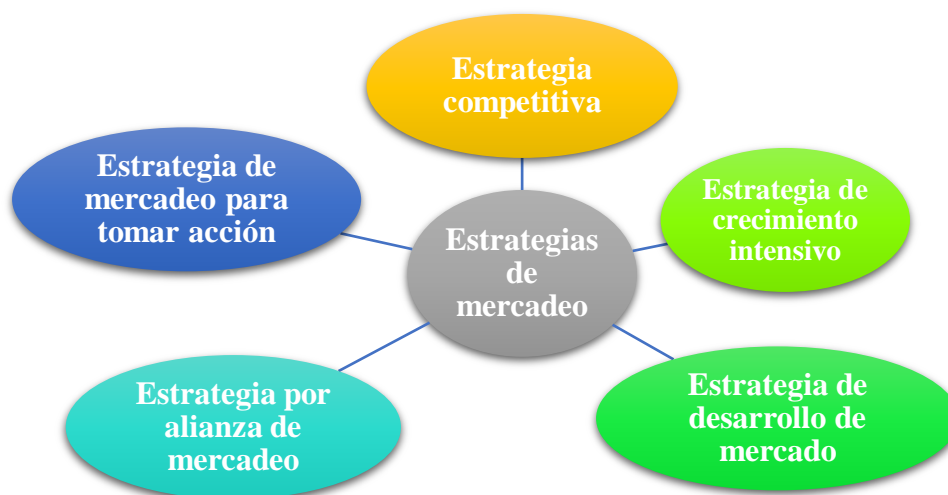 Estrategia
competitiva
Estrategia de
mercadeo para
tomar acción
Estrategia de
crecimiento
intensivo
Estrategias
de
mercadeo
Estrategia por
alianza de
mercadeo
Estrategia de
desarrollo de
mercado